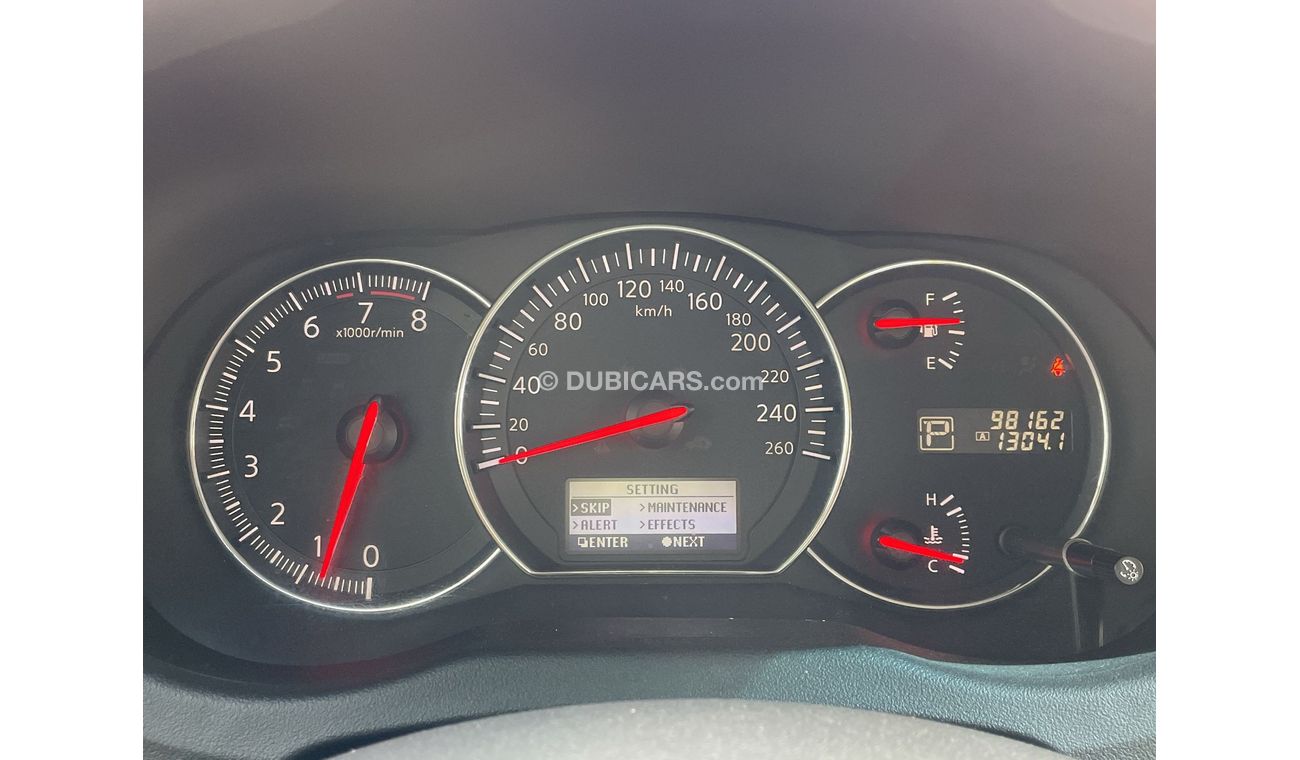 0 1 2 3 4 5 6 7 8
x1000r/min
0 20 40 60 80 100 120 140 160 180 200 220 240 260
km/h
© DUBICARS.com
SETTING
>SKIP >MAINTENANCE
>ALERT >EFFECTS
ENTER NEXT
F
E
P
98162
A 1304.1
H
C